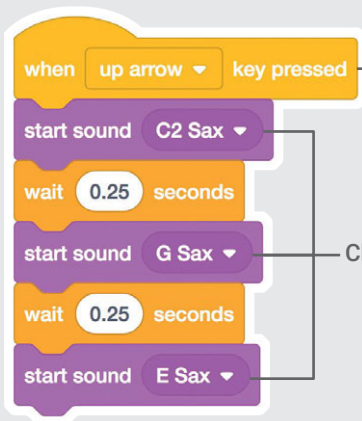 when up arrow key pressed
start sound C2 Sax
wait 0.25 seconds
start sound G Sax
C
wait 0.25 seconds
start sound E Sax